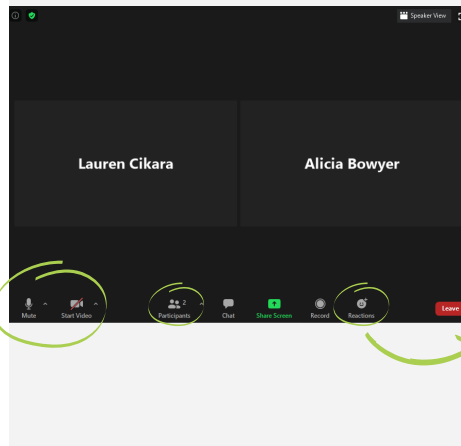 Speaker View
Lauren Cikara
Alicia Bowyer
2
Mute
Start Video
Participants
Chat
Share Screen
Record
Reactions
Leave